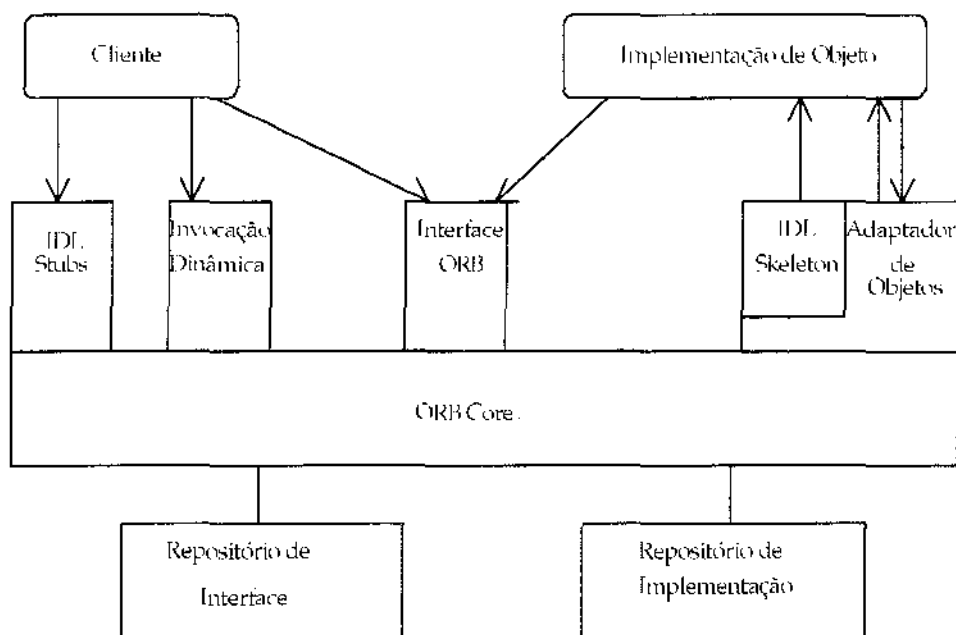 Cliente
Implementação de Objeto
IDL
Stubs
Invocação
Dinâmica
Interface
ORB
IDL
Skeleton
Adaptador
de
Objetos
ORB Core
Repositório de
Interface
Repositório de
Implementação